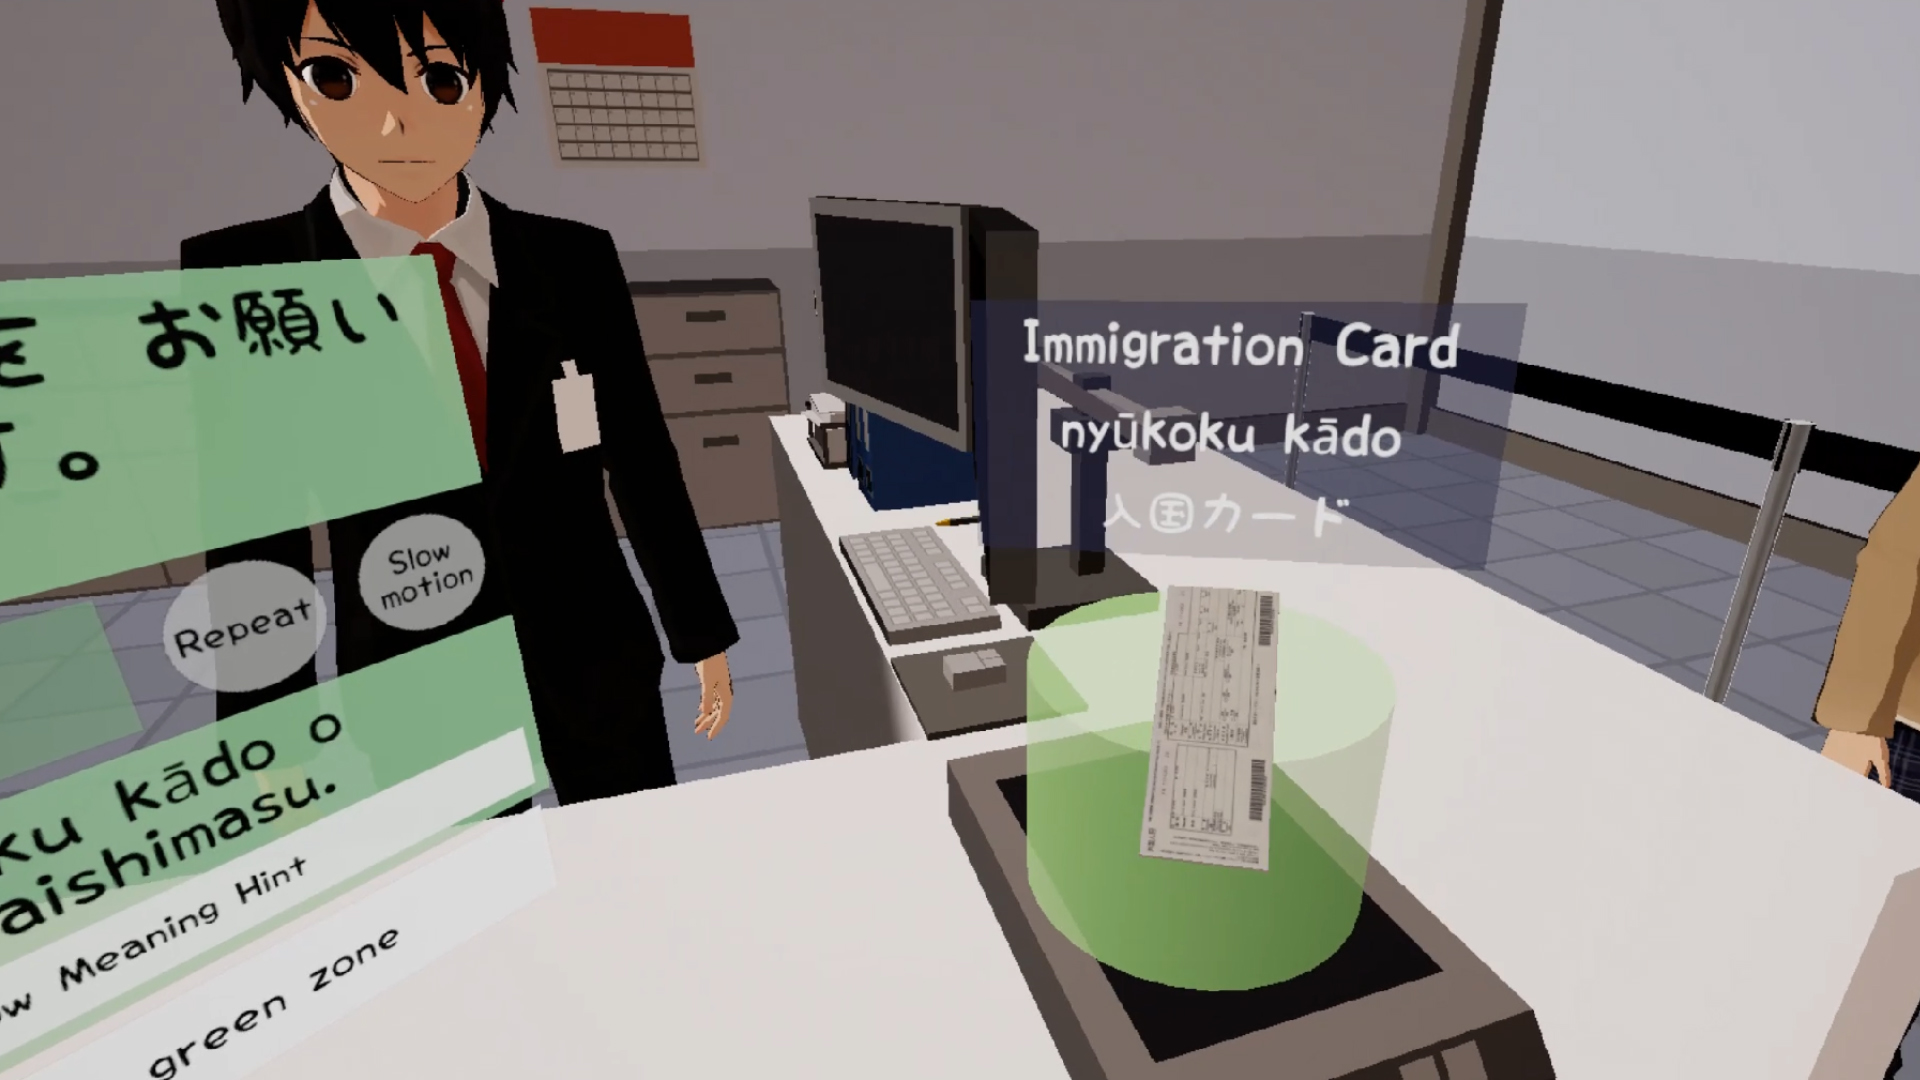 を お願い
す。
Repeat
Slow
motion
ku kādo o
aishimasu.
w Meaning Hint
green zone
Immigration Card
nyūkoku kādo
入国カード